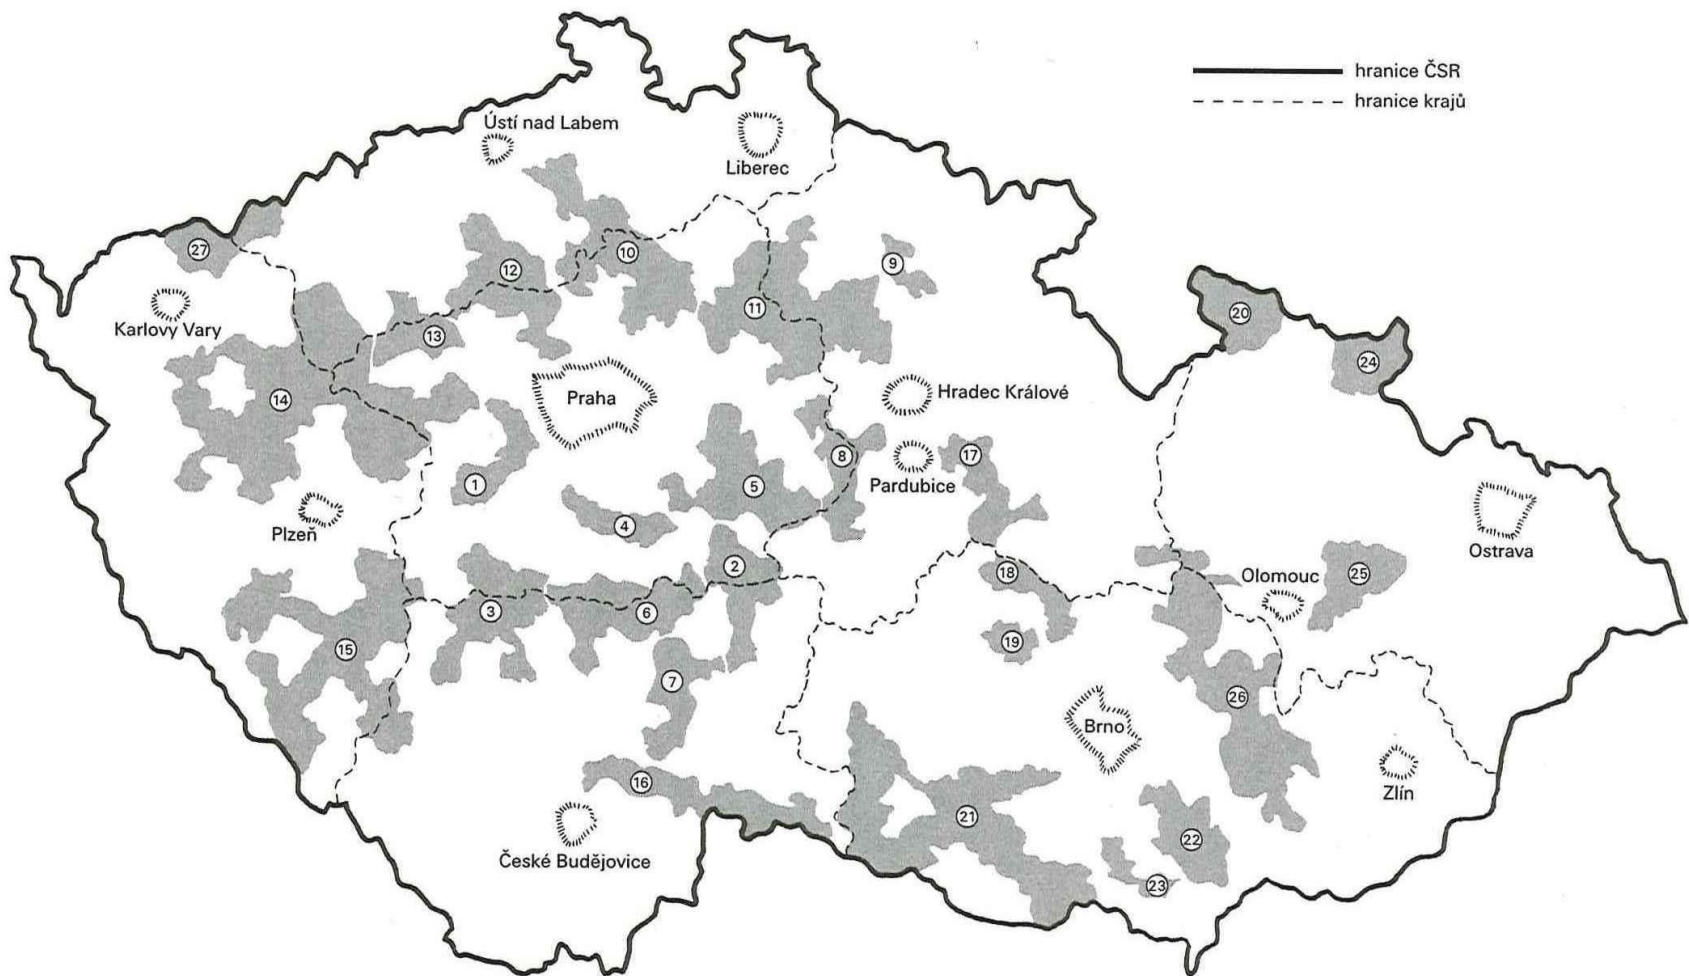 hranice ČSR
hranice krajů
Ústí nad Labem
Liberec
27
12
10
9
11
13
20
24
Karlovy Vary
14
Praha
Hradec Králové
Pardubice
1
5
8
17
4
Plzeň
Ostrava
2
18
Olomouc
25
3
6
19
15
7
26
Brno
16
Zlín
České Budějovice
21
22
23